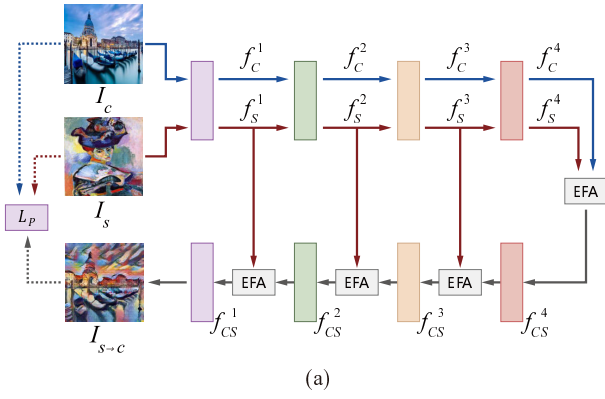 f_C^1 f_C^2 f_C^3 f_C^4
I_c
f_S^1 f_S^2 f_S^3 f_S^4
EFA
I_s
L_P
EFA EFA EFA
f_CS^1 f_CS^2 f_CS^3 f_CS^4
I_s→c
(a)